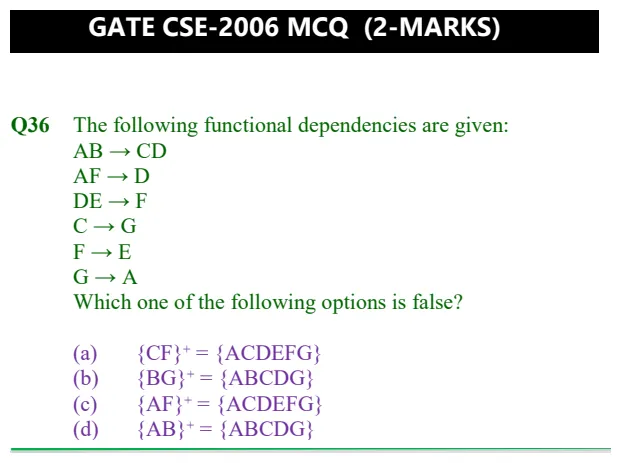 GATE CSE-2006 MCQ (2-MARKS)
Q36 The following functional dependencies are given:
AB → CD
AF → D
DE → F
C → G
F → E
G → A
Which one of the following options is false?
(a) {CF}⁺ = {ACDEFG}
(b) {BG}⁺ = {ABCDG}
(c) {AF}⁺ = {ACDEFG}
(d) {AB}⁺ = {ABCDG}